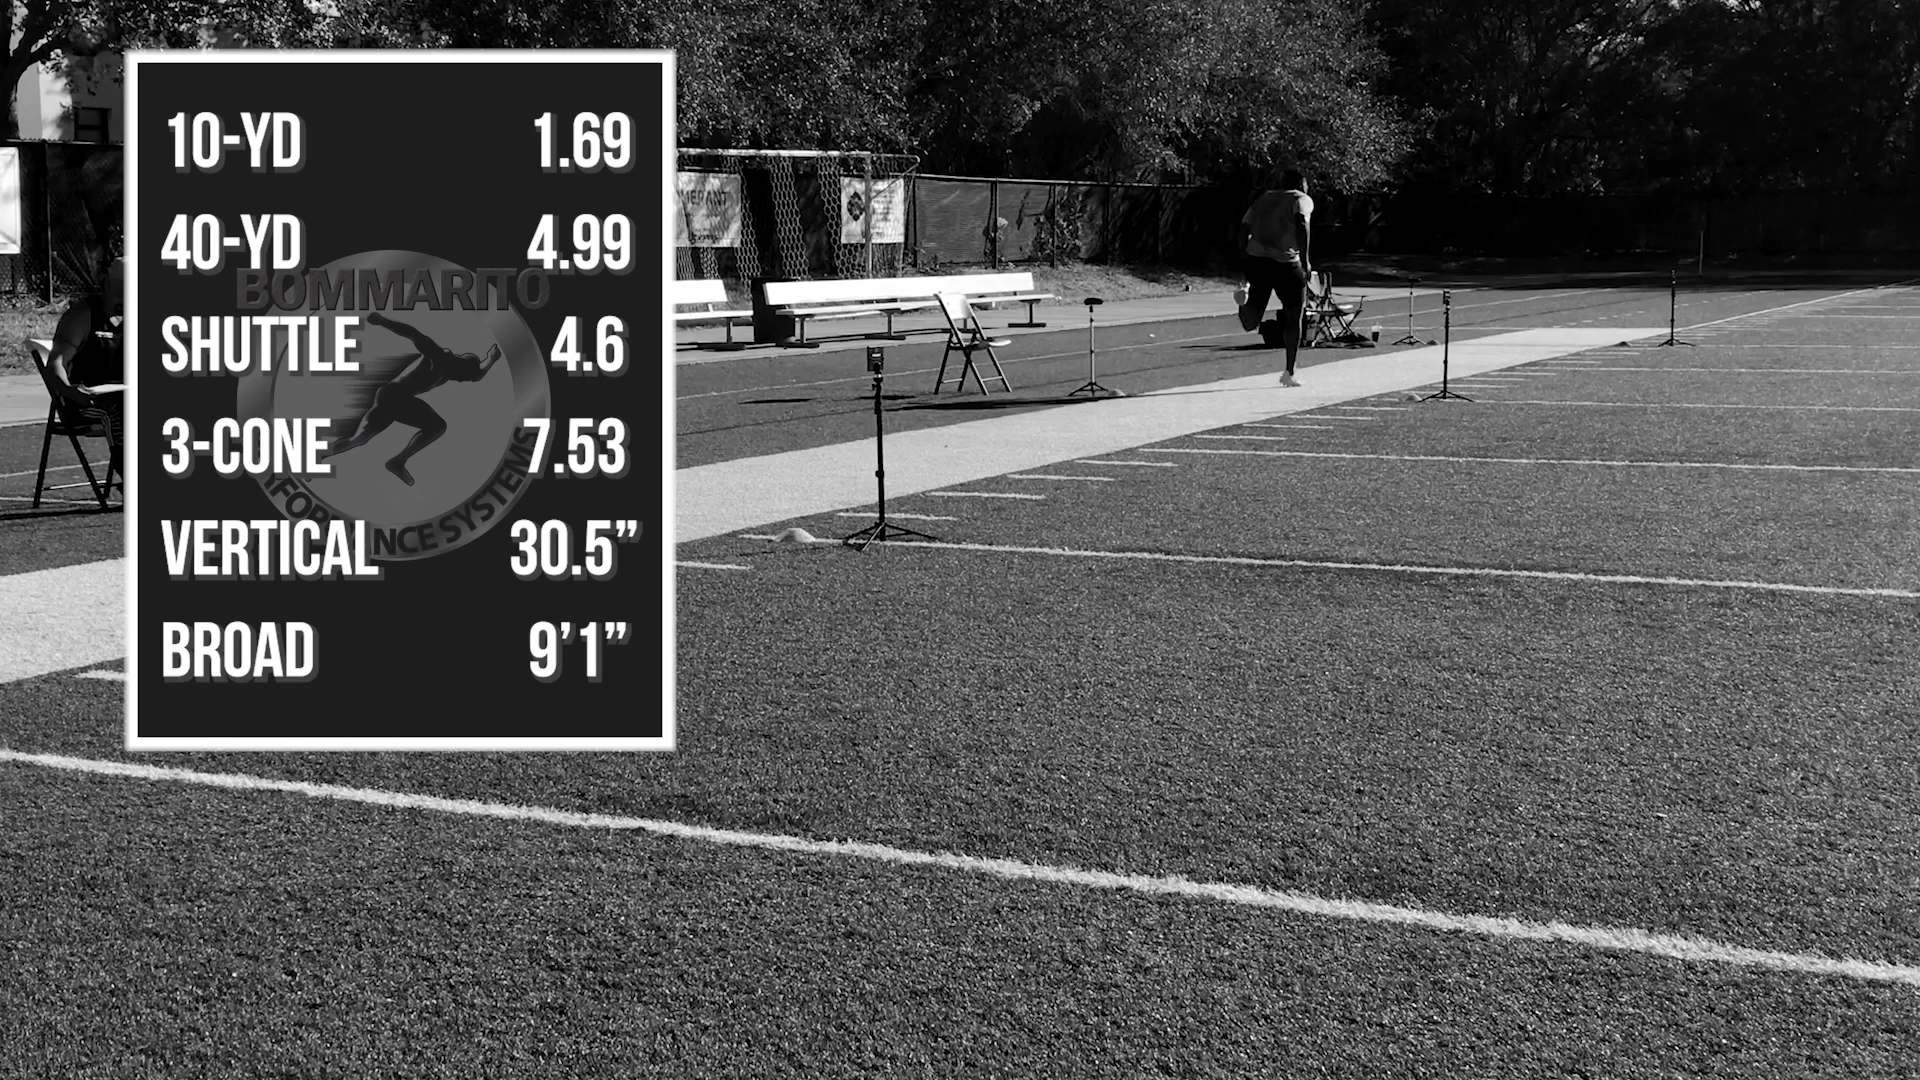 10-YD 1.69
40-YD 4.99
BOMMARITO
SHUTTLE 4.6
3-CONE 7.53
SYSTEMS
VERTICAL 30.5”
BROAD 9’1”